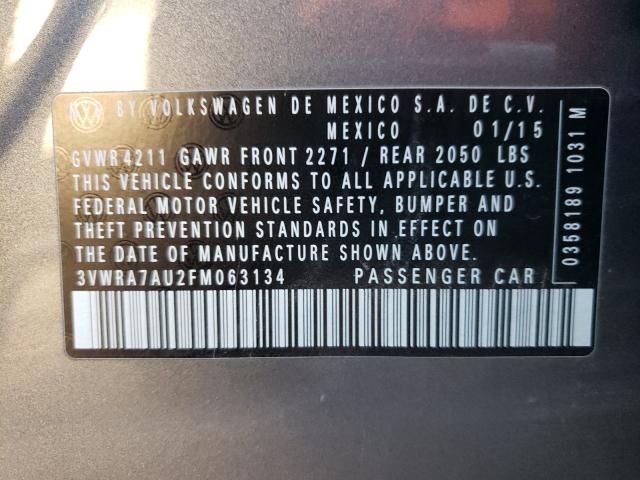 BY VOLKSWAGEN DE MEXICO S.A. DE C.V.
MEXICO 01/15
GVWR 4211 GAWR FRONT 2271 / REAR 2050 LBS
THIS VEHICLE CONFORMS TO ALL APPLICABLE U.S.
FEDERAL MOTOR VEHICLE SAFETY, BUMPER AND
THEFT PREVENTION STANDARDS IN EFFECT ON
THE DATE OF MANUFACTURE SHOWN ABOVE.
3VWRA7AU2FM063134 PASSENGER CAR
0358189 1031 M